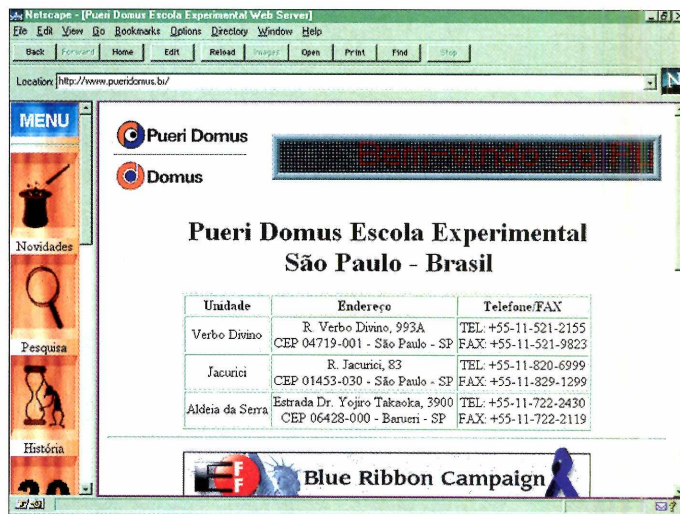 Netscape - [Pueri Domus Escola Experimental Web Server]
File Edit View Go Bookmarks Options Directory Window Help
Back Forward Home Edit Reload Images Open Print Find Stop
Location: http://www.pueridomus.br/
N
MENU
Novidades
Pesquisa
História
Pueri Domus
Domus
Bem-vindo ao
Pueri Domus Escola Experimental
São Paulo - Brasil
Unidade Endereço Telefone/FAX
Verbo Divino R. Verbo Divino, 993A TEL: +55-11-521-2155
CEP 04719-001 - São Paulo - SP FAX: +55-11-521-9823
Jacurici R. Jacurici, 83 TEL: +55-11-820-6999
CEP 01453-030 - São Paulo - SP FAX: +55-11-829-1299
Aldeia da Serra Estrada Dr. Yojiro Takaoka, 3900 TEL: +55-11-722-2430
CEP 06428-000 - Barueri - SP FAX: +55-11-722-2119
E F F Blue Ribbon Campaign